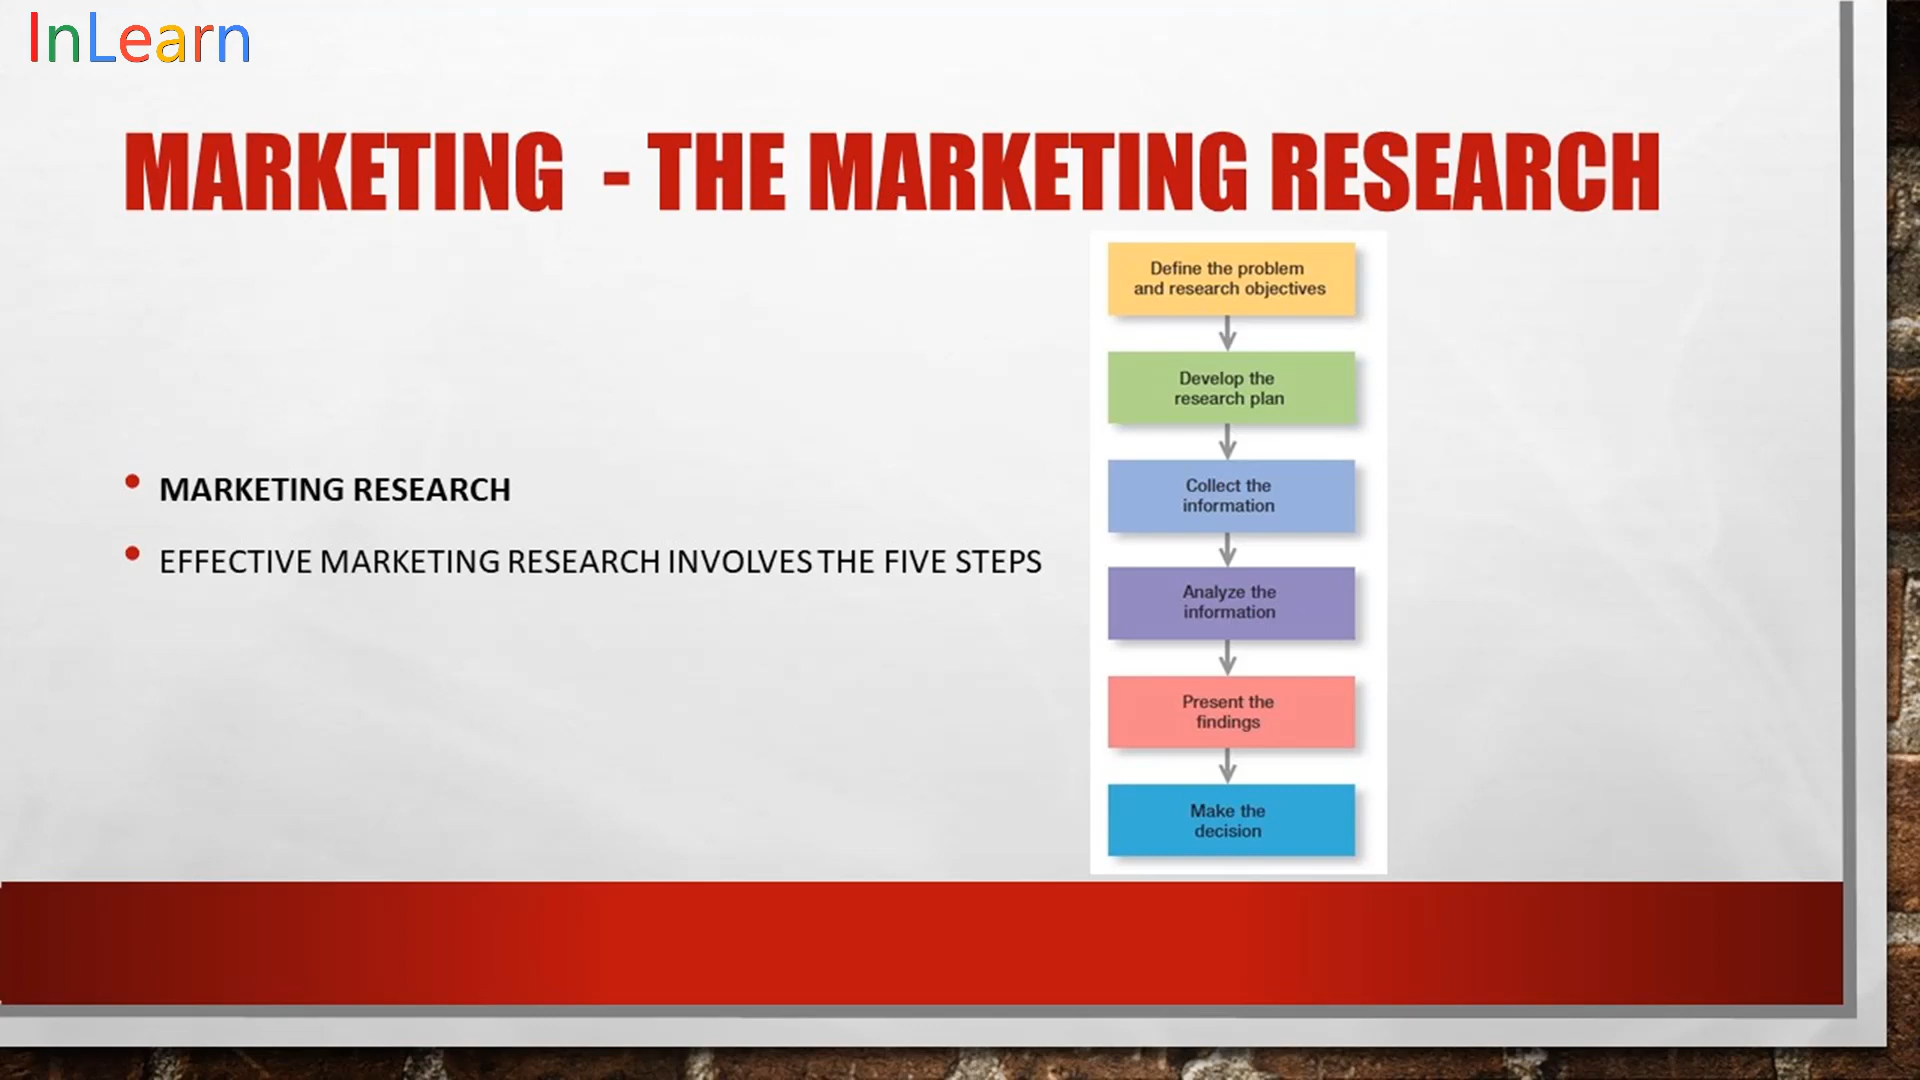 InLearn
MARKETING - THE MARKETING RESEARCH
• MARKETING RESEARCH
• EFFECTIVE MARKETING RESEARCH INVOLVES THE FIVE STEPS
Define the problem
and research objectives
Develop the
research plan
Collect the
information
Analyze the
information
Present the
findings
Make the
decision